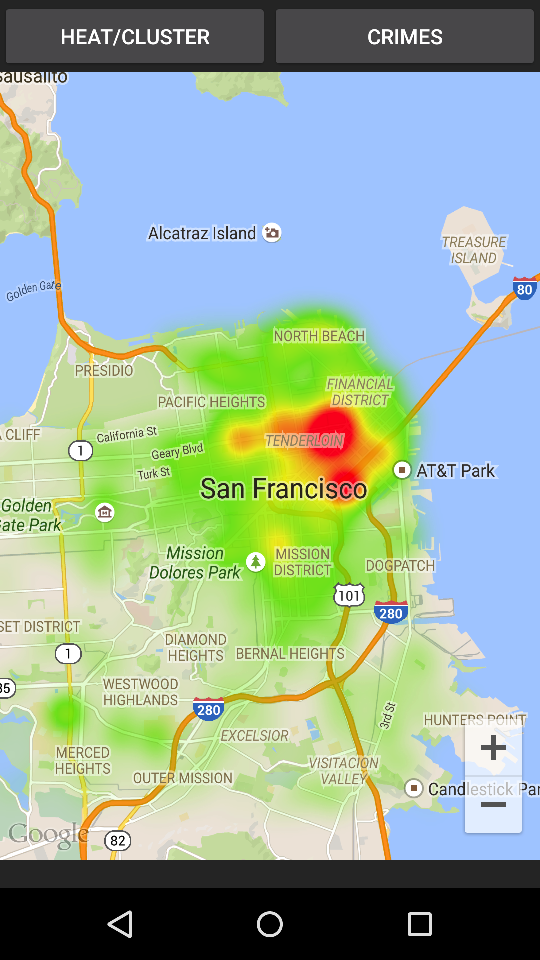 HEAT/CLUSTER
CRIMES
Sausalito
Alcatraz Island
TREASURE
ISLAND
80
Golden Gate
NORTH BEACH
PRESIDIO
FINANCIAL
DISTRICT
PACIFIC HEIGHTS
A CLIFF
California St
1
Geary Blvd
TENDERLOIN
Turk St
AT&T Park
San Francisco
Golden
Gate Park
Mission
Dolores Park
MISSION
DISTRICT
DOGPATCH
101
280
SET DISTRICT
1
DIAMOND
HEIGHTS
BERNAL HEIGHTS
35
WESTWOOD
HIGHLANDS
280
3rd St
HUNTERS POINT
EXCELSIOR
MERCED
HEIGHTS
OUTER MISSION
VISITACION
VALLEY
Candlestick Par
Google
82
+
−